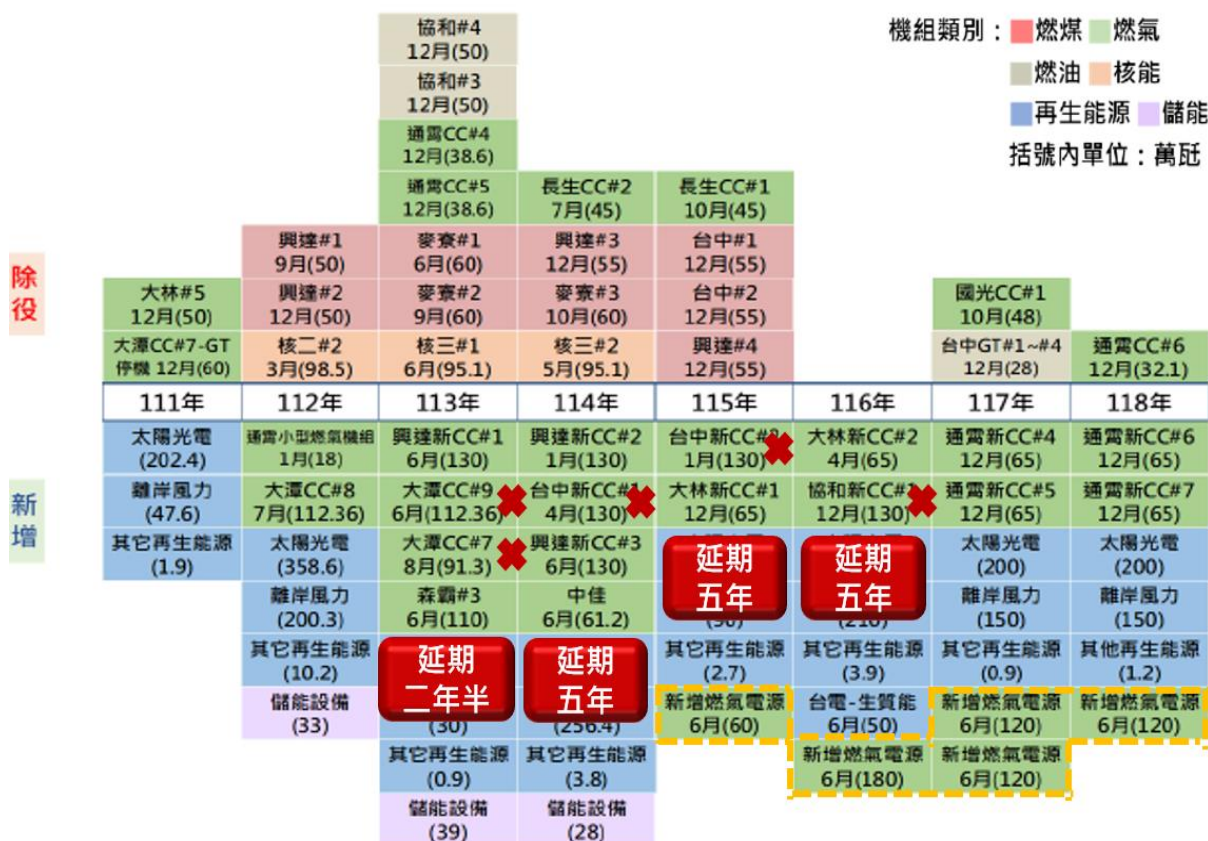 機組類別：燃煤 燃氣
燃油 核能
再生能源 儲能
括號內單位：萬瓩
協和#4
12月(50)
協和#3
12月(50)
通霄CC#4
12月(38.6)
通霄CC#5
12月(38.6)
長生CC#2
7月(45)
長生CC#1
10月(45)
除役
興達#1
9月(50)
麥寮#1
6月(60)
興達#3
12月(55)
台中#1
12月(55)
大林#5
12月(50)
興達#2
12月(50)
麥寮#2
9月(60)
麥寮#3
10月(60)
台中#2
12月(55)
國光CC#1
10月(48)
大潭CC#7-GT
停機 12月(60)
核二#2
3月(98.5)
核三#1
6月(95.1)
核三#2
5月(95.1)
興達#4
12月(55)
台中GT#1~#4
12月(28)
通霄CC#6
12月(32.1)
111年 112年 113年 114年 115年 116年 117年 118年
新增
太陽光電
(202.4)
通霄小型燃氣機組
1月(18)
興達新CC#1
6月(130)
興達新CC#2
1月(130)
台中新CC#
1月(130)
大林新CC#2
4月(65)
通霄新CC#4
12月(65)
通霄新CC#6
12月(65)
離岸風力
(47.6)
大潭CC#8
7月(112.36)
大潭CC#9
6月(112.36)
台中新CC#1
4月(130)
大林新CC#1
12月(65)
協和新CC#
12月(130)
通霄新CC#5
12月(65)
通霄新CC#7
12月(65)
其它再生能源
(1.9)
太陽光電
(358.6)
大潭CC#7
8月(91.3)
興達新CC#3
6月(130)
延期
五年
延期
五年
太陽光電
(200)
太陽光電
(200)
離岸風力
(200.3)
森霸#3
6月(110)
中佳
6月(61.2)
離岸風力
(150)
離岸風力
(150)
其它再生能源
(10.2)
延期
二年半
延期
五年
其它再生能源
(2.7)
其它再生能源
(3.9)
其它再生能源
(0.9)
其他再生能源
(1.2)
儲能設備
(33)
(30)
(256.4)
新增燃氣電源
6月(60)
台電-生質能
6月(50)
新增燃氣電源
6月(120)
新增燃氣電源
6月(120)
其它再生能源
(0.9)
其它再生能源
(3.8)
新增燃氣電源
6月(180)
新增燃氣電源
6月(120)
儲能設備
(39)
儲能設備
(28)